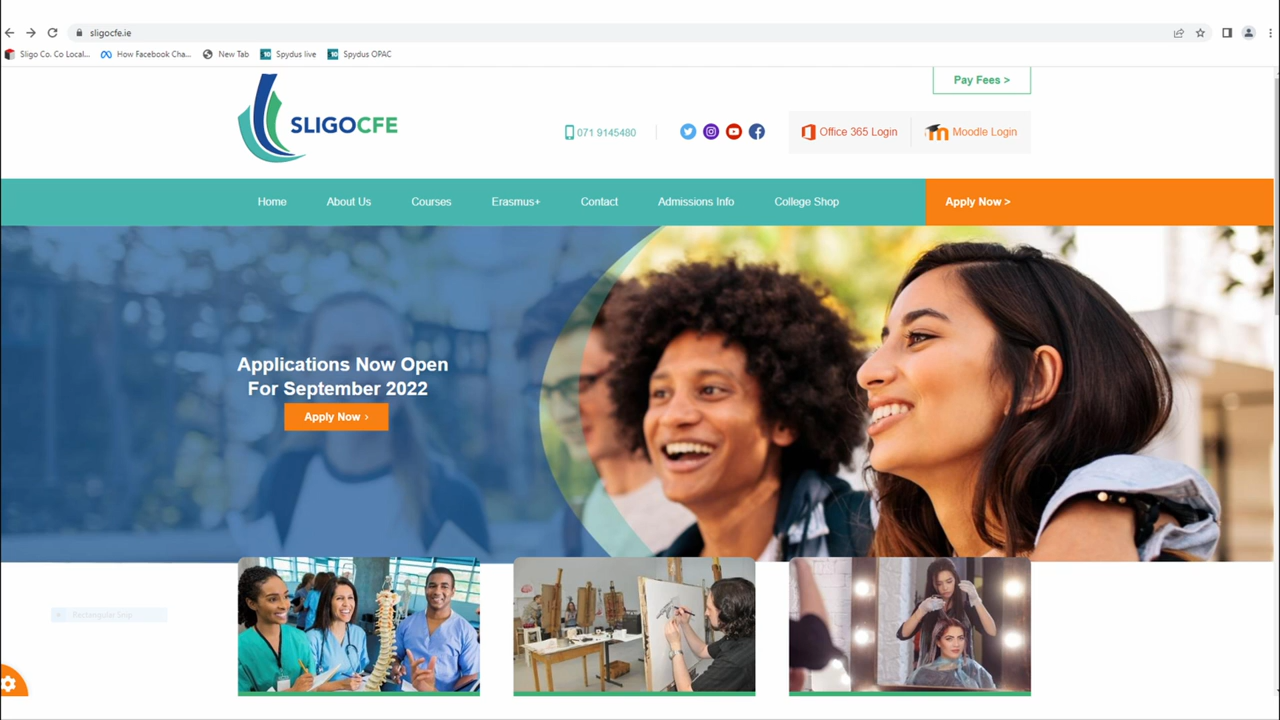 sligocfe.ie
Sligo Co. Co Local... How Facebook Cha... New Tab Spydus live Spydus OPAC
Pay Fees >
SLIGOCFE
071 9145480
Office 365 Login
Moodle Login
Home About Us Courses Erasmus+ Contact Admissions Info College Shop Apply Now >
Applications Now Open
For September 2022
Apply Now ›
Rectangular Snip